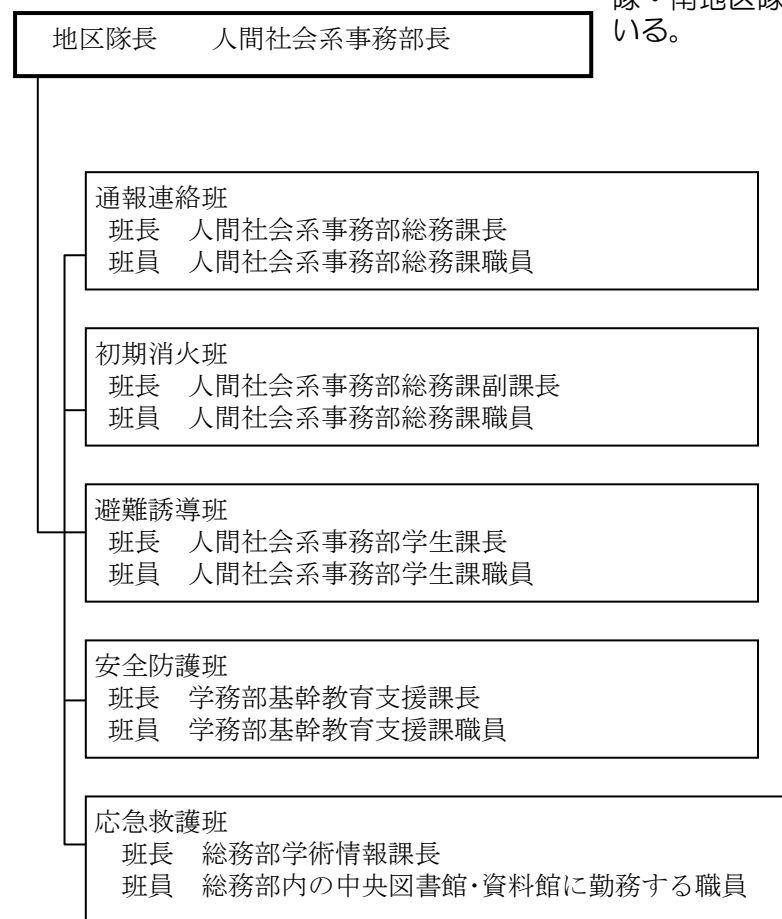 隊・南地区隊
いる。
地区隊長　　人間社会系事務部長
通報連絡班
班長　人間社会系事務部総務課長
班員　人間社会系事務部総務課職員
初期消火班
班長　人間社会系事務部総務課副課長
班員　人間社会系事務部総務課職員
避難誘導班
班長　人間社会系事務部学生課長
班員　人間社会系事務部学生課職員
安全防護班
班長　学務部基幹教育支援課長
班員　学務部基幹教育支援課職員
応急救護班
班長　総務部学術情報課長
班員　総務部内の中央図書館・資料館に勤務する職員